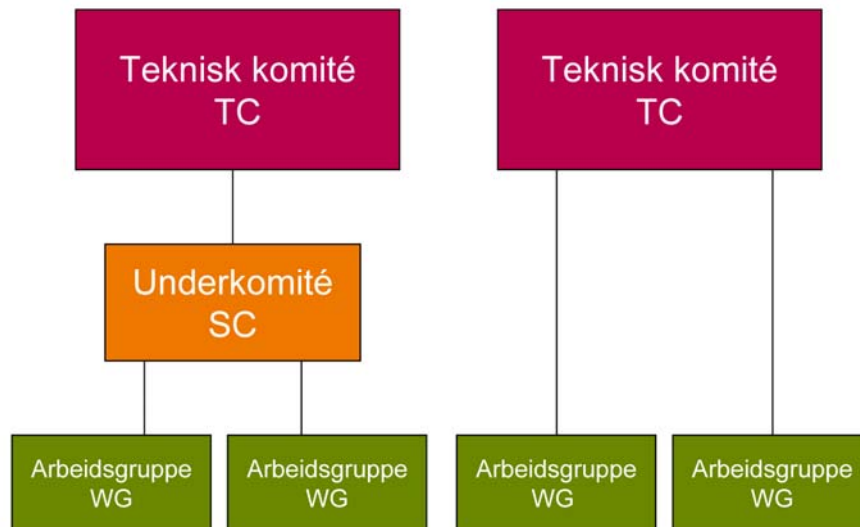 Teknisk komité
TC
Teknisk komité
TC
Underkomité
SC
Arbeidsgruppe
WG
Arbeidsgruppe
WG
Arbeidsgruppe
WG
Arbeidsgruppe
WG